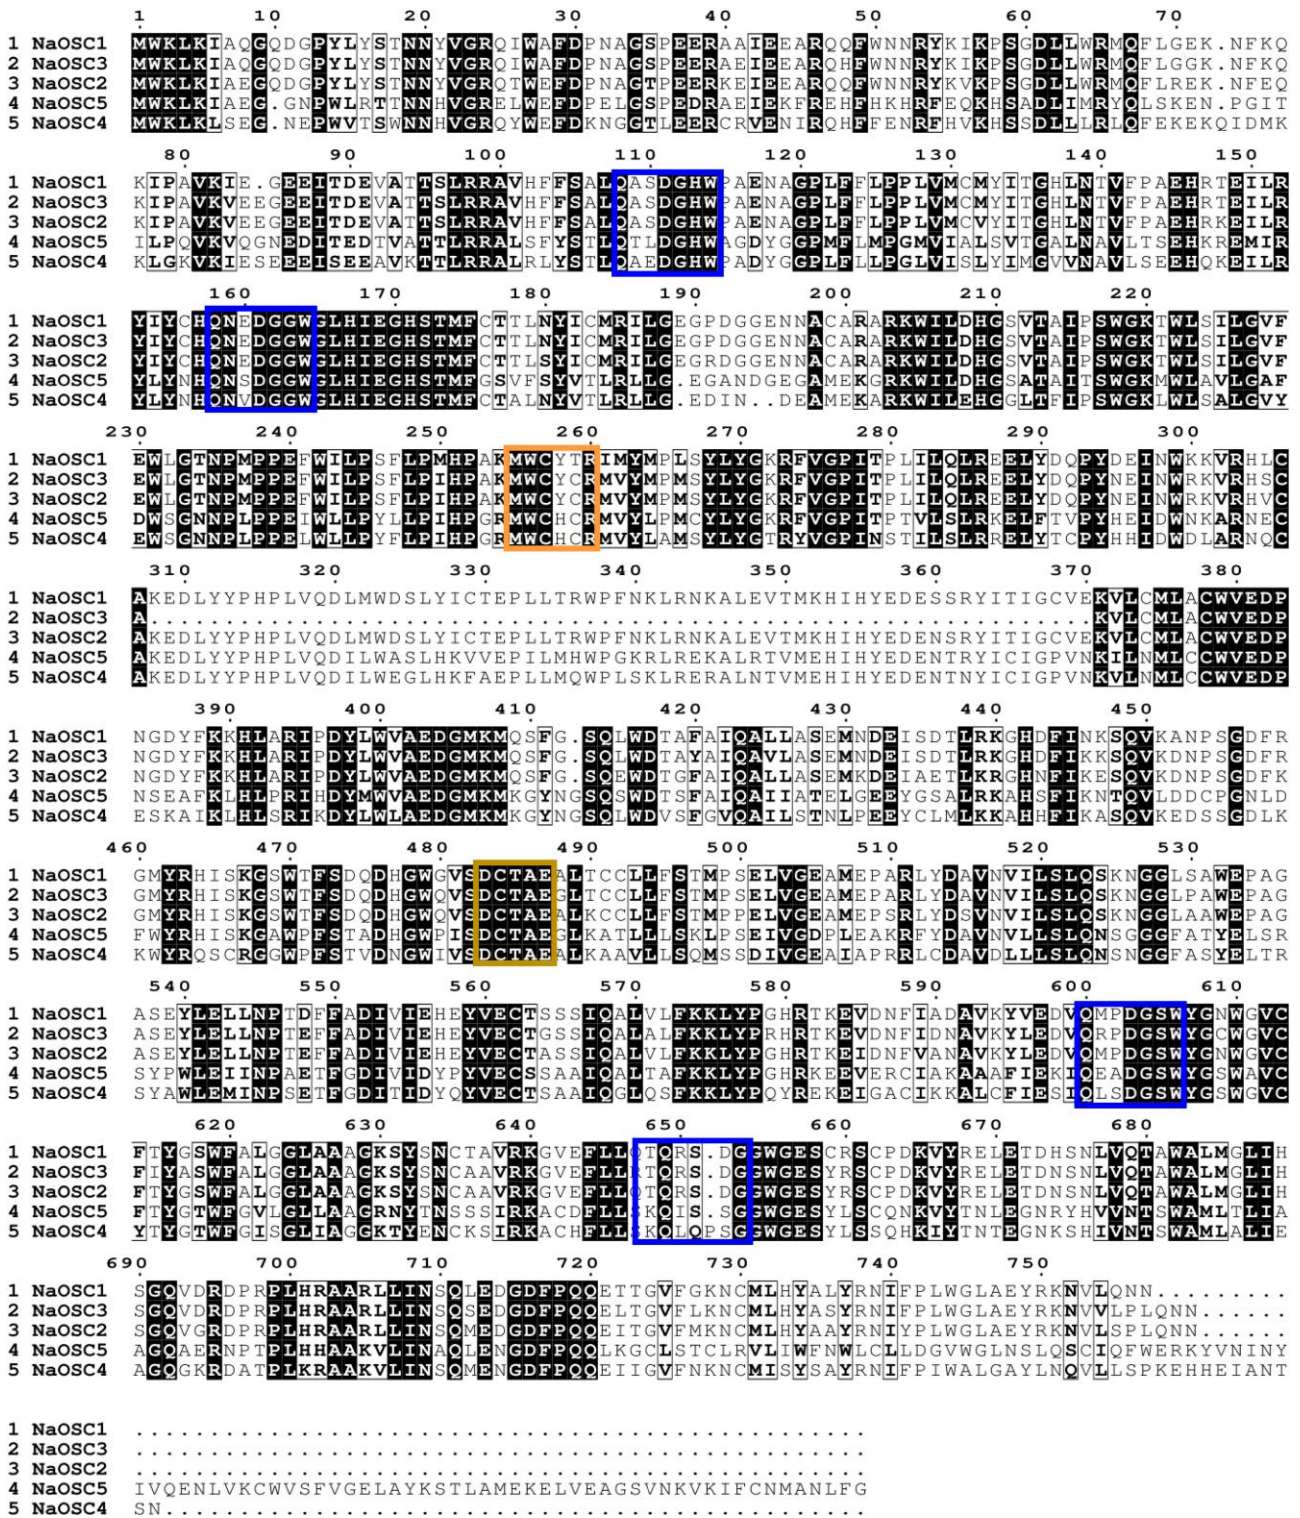 1 10 20 30 40 50 60 70
1 NaOSC1 MWKLKIAQGQDGPYLYSTNNYVGRQIWAFDPNAGSPEERAAIEEARQQFWNNRYKIKPSGDLLWRMQFLGEK.NFKQ
2 NaOSC3 MWKLKIAQGQDGPYLYSTNNYVGRQIWAFDPNAGSPEERAEIEEARQHFWNNRYKIKPSGDLLWRMQFLGGK.NFKQ
3 NaOSC2 MWKLKIAEGQDGPYLYSTNNYVGRQTWEFDPNAGTPEERKEIEEARQHFWNNRYKVKPSGDLLWRMQFLREK.NFEQ
4 NaOSC5 MWKLKIAEG.GNPWLRTTNNHVGRELWEFDPELGSPEDRAEIEKFREHFHKHRFEQKHSADLIMRYQLSKEN.PGIT
5 NaOSC4 MWKLKLSEG.NEPWVTSWNNHVGRQYWEFDKNGGTLEERCRVENIRQHFFENRFHVKHSSDLLLRLQFEKEKQIDMK
80 90 100 110 120 130 140 150
1 NaOSC1 KIPAVKIE.GEEITDEVATTSLRRAVHFFSALQASDGHWPAENAGPLFFLPPLVMCMYITGHLNTVFPAEHRTEILR
2 NaOSC3 KIPAVKVEEGEEITDEVATTSLRRAVHFFSALQASDGHWPAENAGPLFFLPPLVMCMYITGHLNTVFPAEHRTEILR
3 NaOSC2 KIPAVKVEEGEEITDEVATTSLRRAVHFFSALQASDGHWPAENAGPLFFLPPLVMCVYITGHLNTVFPAEHRKEILR
4 NaOSC5 ILPQVKVQGNEDITEDTVATTLRRALSFYSTLQTLDGHWAGDYGGPMFLMPGMVIALSVTGALNAVLTSEHKREMIR
5 NaOSC4 KLGKVKIESEEEISEEAVKTTLRRALRLYSTLQAEDGHWPADYGGPLFLLPGLVISLYIMGVVNAVLSEEHQKEILR
160 170 180 190 200 210 220
1 NaOSC1 YIYCHQNEDGGWGLHIEGHSTMFCTTLNYICMRILGEGPDGGENNACARARKWILDHGSVTAIPSWGKTWLSILGVF
2 NaOSC3 YIYCHQNEDGGWGLHIEGHSTMFCTTLNYICMRILGEGPDGGENNACARARKWILDHGSVTAIPSWGKTWLSILGVF
3 NaOSC2 YIYCHQNEDGGWGLHIEGHSTMFCTTLSYICMRILGEGRDGGENNACARARKWILDHGSVTAIPSWGKTWLSILGVF
4 NaOSC5 YLYNHQNSDGGWGLHIEGHSTMFGSVFSYVTLRLLG.EGANDGEGAMEKGRKWILDHGSATAITSWGKMWLAVLGAF
5 NaOSC4 YLYNHQNVDGGWGLHIEGHSTMFCTALNYVTLRLLG.EDIN..DEAMEKARKWILEHGGLTFIPSWGKLWLSALGVY
230 240 250 260 270 280 290 300
1 NaOSC1 EWLGTNPMPPEFWILPSFLPMHPAKMWCYTRIMYMPLSYLYGKRFVGPITPLILQLREELYDQPYDEINWKKVRHLC
2 NaOSC3 EWLGTNPMPPEFWILPSFLPIHPAKMWCYCRMVYMPMSYLYGKRFVGPITPLILQLREELYDQPYNEINWRKVRHSC
3 NaOSC2 EWLGTNPMPPEFWILPSFLPIHPAKMWCYCRMVYMPMSYLYGKRFVGPITPLILQLREELYDQPYNEINWRKVRHVC
4 NaOSC5 DWSGNNPLPPEIWLLPYLLPIHPGRMWCHCRMVYLPMCYLYGKRFVGPITPTVLSLRKELFTVPYHEIDWNKARNEC
5 NaOSC4 EWSGNNPLPPELWLLPYFLPIHPGRMWCHCRMVYLAMSYLYGTRYVGPINSTILSLRRELYTCPYHHIDWDLARNQC
310 320 330 340 350 360 370 380
1 NaOSC1 AKEDLYYPHPLVQDLMWDSLYICTEPLLTRWPFNKLRNKALEVTMKHIHYEDESSRYITIGCVEKVLCMLACWVEDP
2 NaOSC3 A................................................................KVLCMLACWVEDP
3 NaOSC2 AKEDLYYPHPLVQDLMWDSLYICTEPLLTRWPFNKLRNKALEVTMKHIHYEDENSRYITIGCVEKVLCMLACWVEDP
4 NaOSC5 AKEDLYYPHPLVQDILWASLHKVVEPILMHWPGKRLREKALRTVMEHIHYEDENTRYICIGPVNKILNMLCCWVEDP
5 NaOSC4 AKEDLYYPHPLVQDILWEGLHKFAEPLLMQWPLSKLRERALNTVMEHIHYEDENTNYICIGPVNKVLNMLCCWVEDP
390 400 410 420 430 440 450
1 NaOSC1 NGDYFKKHLARIPDYLWVAEDGMKMQSFG.SQLWDTAFAIQALLASEMNDEISDTLRKGHDFINKSQVKANPSGDFR
2 NaOSC3 NGDYFKKHLARIPDYLWVAEDGMKMQSFG.SQLWDTAYAIQAVLASEMNDEISDTLRKGHDFIKKSQVKDNPSGDFR
3 NaOSC2 NGDYFKKHLARIPDYLWVAEDGMKMQSFG.SQEWDTGFAIQALLASEMKDEIAETLKRGHNFIKESQVKDNPSGDFK
4 NaOSC5 NSEAFKLHLPRIHDYMWVAEDGMKMKGYNGSQSWDTSFAIQAIIATELGEEYGSALRKAHSFIKNTQVLDDCPGNLD
5 NaOSC4 ESKAIKLHLSRIKDYLWLAEDGMKMKGYNGSQLWDVSFGVQAILSTNLPEEYCLMLKKAHHFIKASQVKEDSSGDLK
460 470 480 490 500 510 520 530
1 NaOSC1 GMYRHISKGSWTFSDQDHGWGVSDCTAEALTCCLLFSTMPSELVGEAMEPARLYDAVNVILSLQSKNGGLSAWEPAG
2 NaOSC3 GMYRHISKGSWTFSDQDHGWQVSDCTAEGLTCCLLFSTMPSELVGEAMEPARLYDAVNVILSLQSKNGGLPAWEPAG
3 NaOSC2 GMYRHISKGSWTFSDQDHGWQVSDCTAEALKCCLLFSTMPPELVGEAMEPSRLYDSVNVILSLQSKNGGLAAWEPAG
4 NaOSC5 FWYRHISKGAWPFSTADHGWPISDCTAEGLKATLLLSKLPSEIVGDPLEAKRFYDAVNVLLSLQNSGGGFATYELSR
5 NaOSC4 KWYRQSCRGGWPFSTVDNGWIVSDCTAEALKAAVLLSQMSSDIVGEAIAPRRLCDAVDLLLSLQNSNGGFASYELTR
540 550 560 570 580 590 600 610
1 NaOSC1 ASEYLELLNPTDFFADIVIEHEYVECTSSSIQALVLFKKLYPGHRTKEVDNFIADAVKYVEDVQMPDGSWYGNWGVC
2 NaOSC3 ASEYLELLNPTEFFADIVIEHEYVECTSSSIQALVLFKKLYPRHRTKEIDNFIDNAVKYLEDVQRPDGSWYGCWGVC
3 NaOSC2 ASEYLELLNPTEFFADIVIEHEYVECTASSIQALVLFKKLYPGHRTKEIDNFVANAVKYLEDVQMPDGSWYGNWGVC
4 NaOSC5 SYPWLEIINPAETFGDIVIDYPYVECSSAAIQALTAFKKLYPGHRKEEVERCIAKAAAFIEKIQEADGSWYGSWAVC
5 NaOSC4 SYAWLEMINPSETFGDITIDYQYVECTSAAIQGLQSFKKLYPQYREKEIGACIKKALCFIESIQLSDGSWYGSWGVC
620 630 640 650 660 670 680
1 NaOSC1 FTYGSWFALGGLAAAGKSYSNCTAVRKGVEFLLQTQRS.DGGWGESCRSCPDKVYRELETDHSNLVQTAWALMGLIH
2 NaOSC3 FIYASWFALCGLAAAGKSYSNCTAVRKGVEFLLRTQRS.DGGWGESYRSCPDKVYRELETDNSNLVQTAWALMGLIH
3 NaOSC2 FTYGSWFALGGLAAAGKSYSNCAAVRKGVEFLLQTQRS.DGGWGESYRSCPDKVYRELETDNSNLVQTAWALMGLIH
4 NaOSC5 FTYGTWFGVLGLLAAGRNYTNSSSIRKACDFLLSKQIS.SGGWGESYLSCQNKVYTNLEGNRYHVVNTSWAMLTLIA
5 NaOSC4 YTYGTWFGISGLIAGGKTYENCKSIRKACHFLLSKQLQPSGGWGESYLSSQHKIYTNTEGNKSHIVNTSWAMLALIE
690 700 710 720 730 740 750
1 NaOSC1 SGQVDRDPRPLHRAARLLINSQLEDGDFPQQETTGVFGKNCMLHYALYRNIFPLWGLAEYRKNVLQNN.........
2 NaOSC3 SGQVDRDPRPLHRAARLLINSQSEDGDFPQQELTGVFLKNCMLHYASYRNIFPLWGLAEYRKNVVLPLQNN......
3 NaOSC2 SGQVGRDPRPLHRAARLLINSQMEDGDFPQQEITGVFMKNCMLHYAAYRNIYPLWGLAEYRKNVLSPLQNN......
4 NaOSC5 AGQAERNPTPLHHAAKVLINAQLENGDFPQQQLKGCLSTCLRVLIWFNWLCLLDGVWGLNSLQSCIQFWERKYVNINY
5 NaOSC4 AGQGKRDATPLKRAAKVLINSQMENGDFPQQEIIGVFNKNCMISYSAYRNIFPIWALGAYLNQVLLSPKEHHEIANT
1 NaOSC1 .................................................
2 NaOSC3 .................................................
3 NaOSC2 .................................................
4 NaOSC5 IVQENLVKCWVSFVGELAYKSTLAMEKELVEAGSVNKVKIFCNMANLFG
5 NaOSC4 SN...............................................